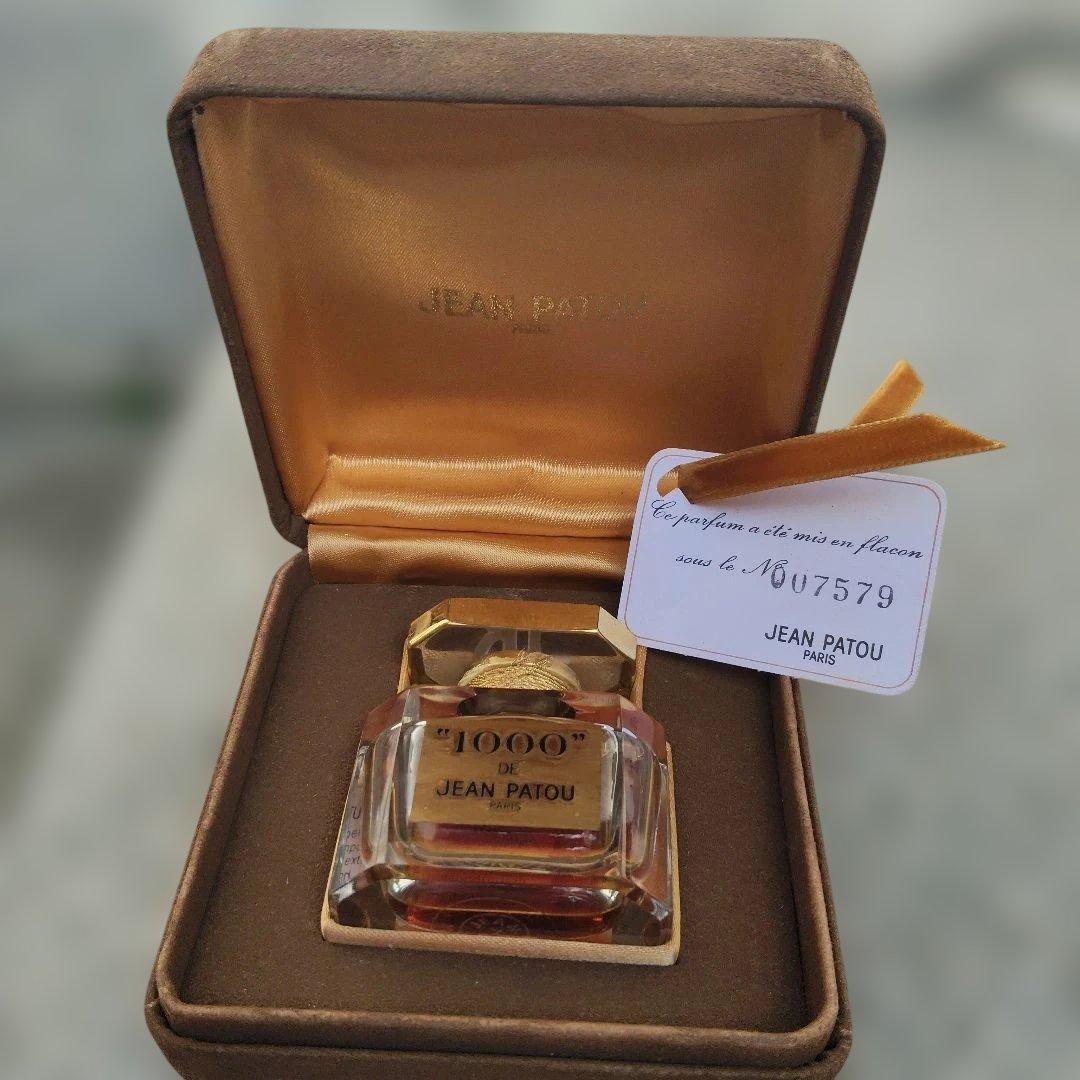 JEAN PATOU
PARIS
Ce parfum a été mis en flacon
sous le Nº 007579
JEAN PATOU
PARIS
"1000"
DE
JEAN PATOU
PARIS